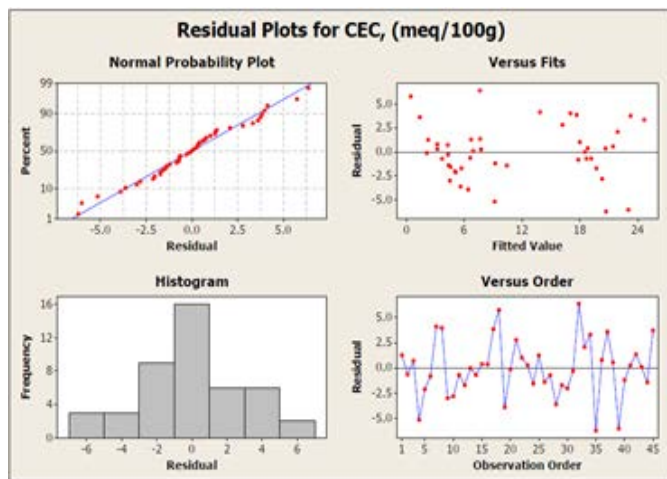 Residual Plots for CEC, (meq/100g)
Normal Probability Plot
99
90
50
10
1
Percent
-5.0 -2.5 0.0 2.5 5.0
Residual
Versus Fits
5.0
2.5
0.0
-2.5
-5.0
Residual
0 6 12 18 24
Fitted Value
Histogram
16
12
8
4
0
Frequency
-6 -4 -2 0 2 4 6
Residual
Versus Order
5.0
2.5
0.0
-2.5
-5.0
Residual
1 5 10 15 20 25 30 35 40 45
Observation Order